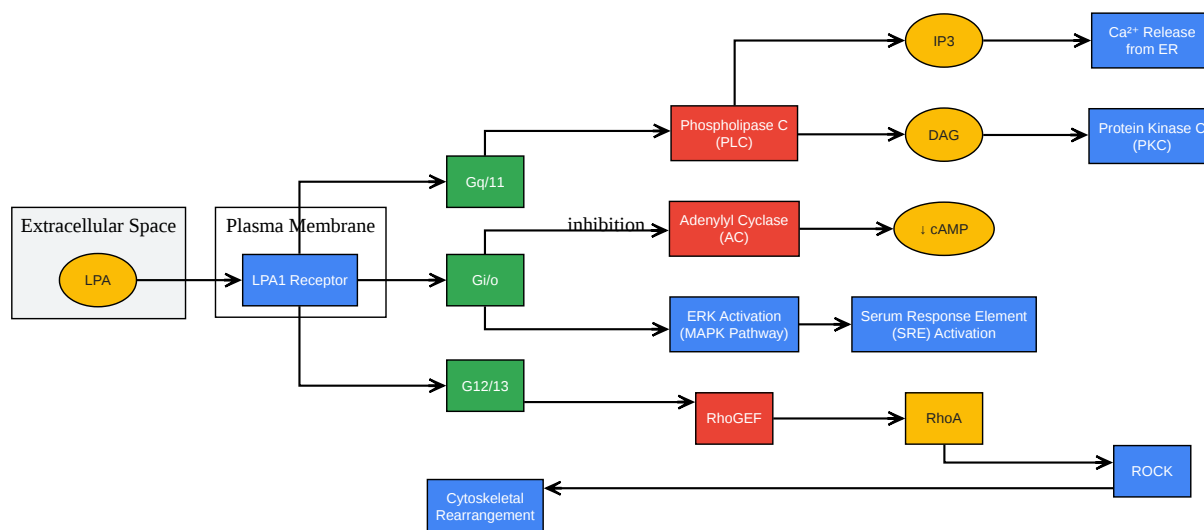 IP3
Ca²⁺ Release
from ER
Phospholipase C
(PLC)
DAG
Protein Kinase C
(PKC)
Gq/11
Extracellular Space
Plasma Membrane
inhibition
Adenylyl Cyclase
(AC)
↓ cAMP
LPA
LPA1 Receptor
Gi/o
ERK Activation
(MAPK Pathway)
Serum Response Element
(SRE) Activation
G12/13
RhoGEF
RhoA
ROCK
Cytoskeletal
Rearrangement